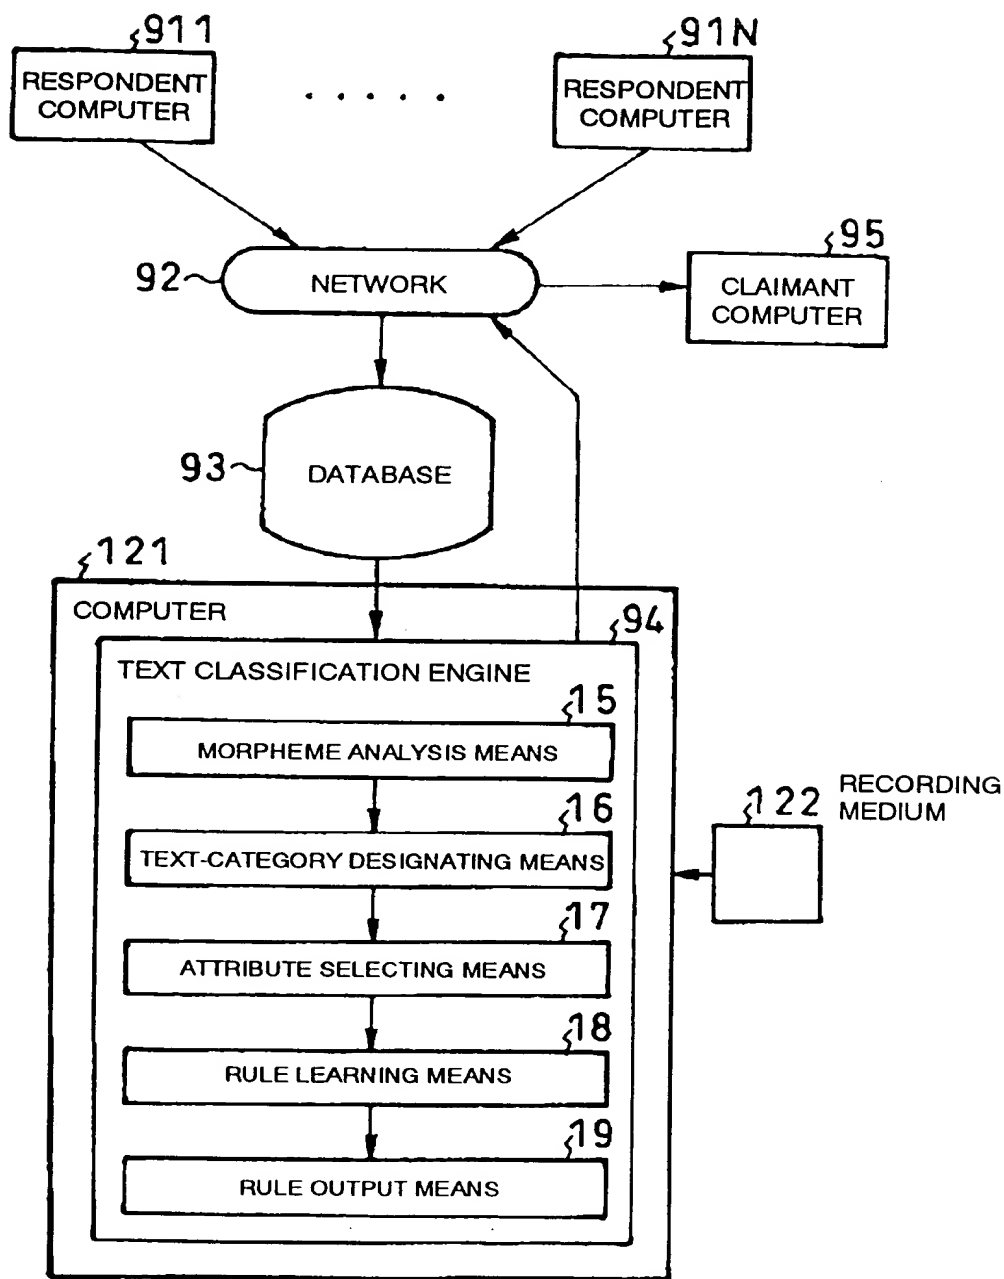 911
91N
RESPONDENT
COMPUTER
. . . . .
RESPONDENT
COMPUTER
95
92
NETWORK
CLAIMANT
COMPUTER
93
DATABASE
121
COMPUTER
94
TEXT CLASSIFICATION ENGINE
15
MORPHEME ANALYSIS MEANS
16
TEXT-CATEGORY DESIGNATING MEANS
17
ATTRIBUTE SELECTING MEANS
18
RULE LEARNING MEANS
19
RULE OUTPUT MEANS
122
RECORDING
MEDIUM